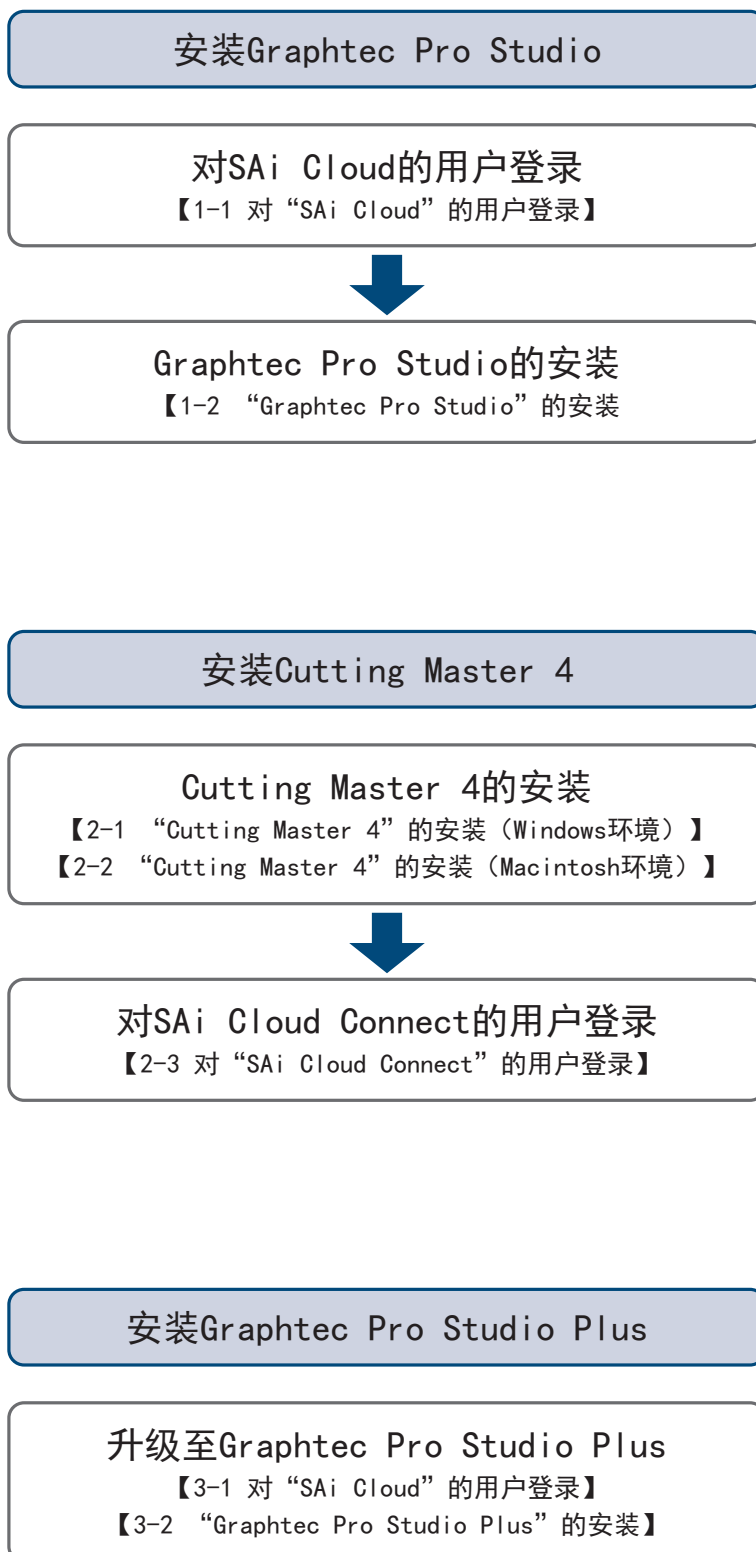 安装Graphtec Pro Studio
对SAi Cloud的用户登录
【1-1 对“SAi Cloud”的用户登录】
Graphtec Pro Studio的安装
【1-2 “Graphtec Pro Studio”的安装
安装Cutting Master 4
Cutting Master 4的安装
【2-1 “Cutting Master 4”的安装（Windows环境）】
【2-2 “Cutting Master 4”的安装（Macintosh环境）】
对SAi Cloud Connect的用户登录
【2-3 对“SAi Cloud Connect”的用户登录】
安装Graphtec Pro Studio Plus
升级至Graphtec Pro Studio Plus
【3-1 对“SAi Cloud”的用户登录】
【3-2 “Graphtec Pro Studio Plus”的安装】